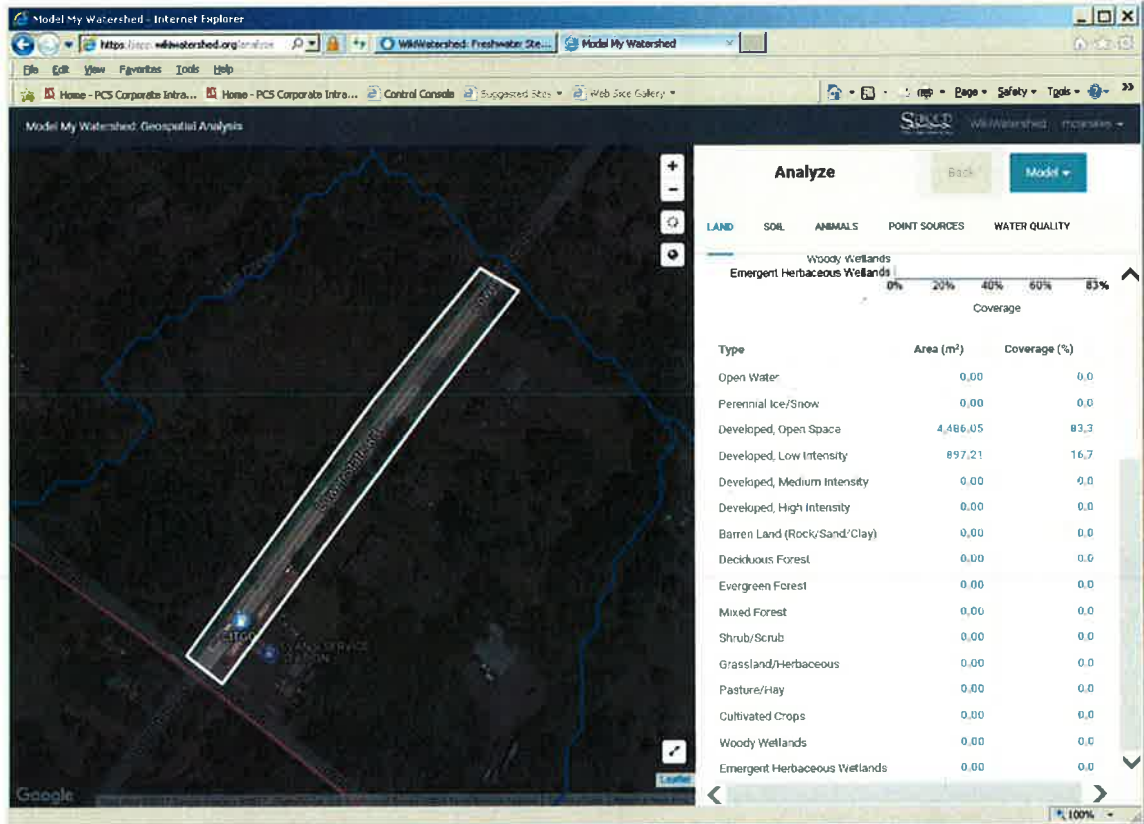 Model My Watershed - Internet Explorer
WikiWatershed: Freshwater Ste...
Model My Watershed
File Edit View Favorites Tools Help
Home - PCS Corporate Intra...
Home - PCS Corporate Intra...
Control Console
Suggested Sites
Web Slice Gallery
Page Safety Tools
Model My Watershed: Geospatial Analysis
WikiWatershed
Analyze
Back
Model
LAND SOIL ANIMALS POINT SOURCES WATER QUALITY
Woody Wetlands
Emergent Herbaceous Wetlands
0% 20% 40% 60% 83%
Coverage
Type Area (m²) Coverage (%)
Open Water 0.00 0.0
Perennial Ice/Snow 0.00 0.0
Developed, Open Space 4,486.05 83.3
Developed, Low Intensity 897.21 16.7
Developed, Medium Intensity 0.00 0.0
Developed, High Intensity 0.00 0.0
Barren Land (Rock/Sand/Clay) 0.00 0.0
Deciduous Forest 0.00 0.0
Evergreen Forest 0.00 0.0
Mixed Forest 0.00 0.0
Shrub/Scrub 0.00 0.0
Grassland/Herbaceous 0.00 0.0
Pasture/Hay 0.00 0.0
Cultivated Crops 0.00 0.0
Woody Wetlands 0.00 0.0
Emergent Herbaceous Wetlands 0.00 0.0
CITGO
Google
Leaflet
100%